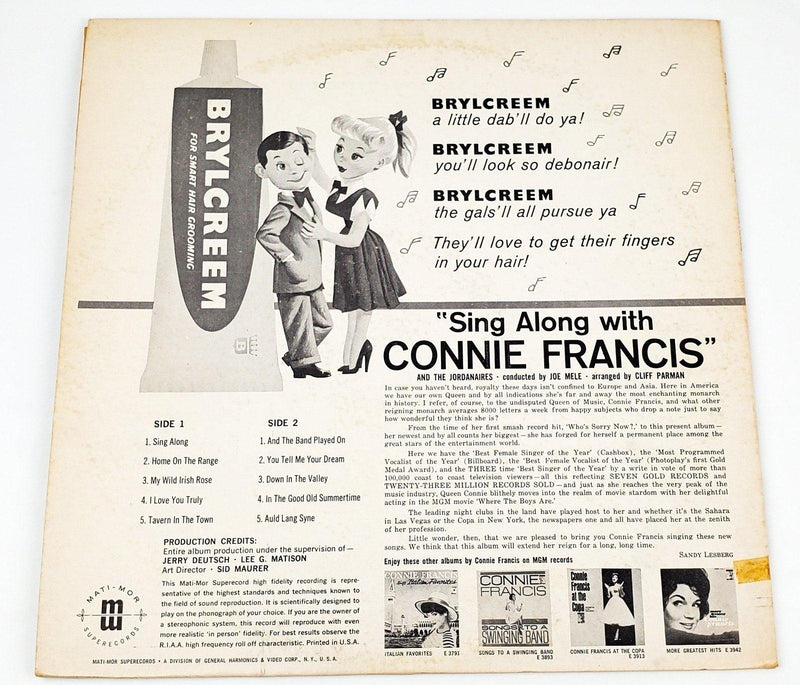 BRYLCREEM
FOR SMART HAIR GROOMING
B
BRYLCREEM
a little dab'll do ya!
BRYLCREEM
you'll look so debonair!
BRYLCREEM
the gals'll all pursue ya
They'll love to get their fingers
in your hair!
"Sing Along with
CONNIE FRANCIS"
AND THE JORDANAIRES · conducted by JOE MELE · arranged by CLIFF PARMAN
In case you haven't heard, royalty these days isn't confined to Europe and Asia. Here in America
we have our own Queen and by all indications she's far and away the most enchanting monarch
in history. I refer, of course, to the undisputed Queen of Music, Connie Francis, and what other
reigning monarch averages 8000 letters a week from happy subjects who drop a note just to say
how wonderful they think she is?
From the time of her first smash record hit, 'Who's Sorry Now?,' to this present album—
her newest and by all counts her biggest—she has forged for herself a permanent place among the
great stars of the entertainment world.
Here we have the 'Best Female Singer of the Year' (Cashbox), the 'Most Programmed
Vocalist of the Year' (Billboard), the 'Best Female Vocalist of the Year' (Photoplay's first Gold
Medal Award), and the THREE time 'Best Singer of the Year' by a write in vote of more than
100,000 coast to coast television viewers—all this reflecting SEVEN GOLD RECORDS and
TWENTY-THREE MILLION RECORDS SOLD—and just as she reaches the very peak of the
music industry, Queen Connie blithely moves into the realm of movie stardom with her delightful
acting in the MGM movie 'Where The Boys Are.'
The leading night clubs in the land have played host to her and whether it's the Sahara
in Las Vegas or the Copa in New York, the newspapers one and all have placed her at the zenith
of her profession.
Little wonder, then, that we are pleased to bring you Connie Francis singing these new
songs. We think that this album will extend her reign for a long, long time.
SANDY LESBERG
SIDE 1
1. Sing Along
2. Home On The Range
3. My Wild Irish Rose
4. I Love You Truly
5. Tavern In The Town
SIDE 2
1. And The Band Played On
2. You Tell Me Your Dream
3. Down In The Valley
4. In The Good Old Summertime
5. Auld Lang Syne
PRODUCTION CREDITS:
Entire album production under the supervision of—
JERRY DEUTSCH · LEE G. MATISON
Art Director · SID MAURER
This Mati-Mor Superecord high fidelity recording is repre-
sentative of the highest standards and techniques known to
the field of sound reproduction. It is scientifically designed to
play on the phonograph of your choice. If you are the owner of
a stereophonic system, this record will reproduce with even
more realistic 'in person' fidelity. For best results observe the
R.I.A.A. high frequency roll off characteristic. Printed in U.S.A.
MATI-MOR
SUPERECORDS
MATI-MOR SUPERECORDS · A DIVISION OF GENERAL HARMONICS & VIDEO CORP., N.Y., U.S.A.
Enjoy these other albums by Connie Francis on MGM records
CONNIE FRANCIS
sings Italian Favorites
ITALIAN FAVORITES E 3791
CONNIE
FRANCIS
SONGS TO A
SWINGING BAND
SONGS TO A SWINGING BAND
E 3893
Connie
Francis
at the
Copa
CONNIE FRANCIS AT THE COPA
E 3913
MORE GREATEST HITS E 3942